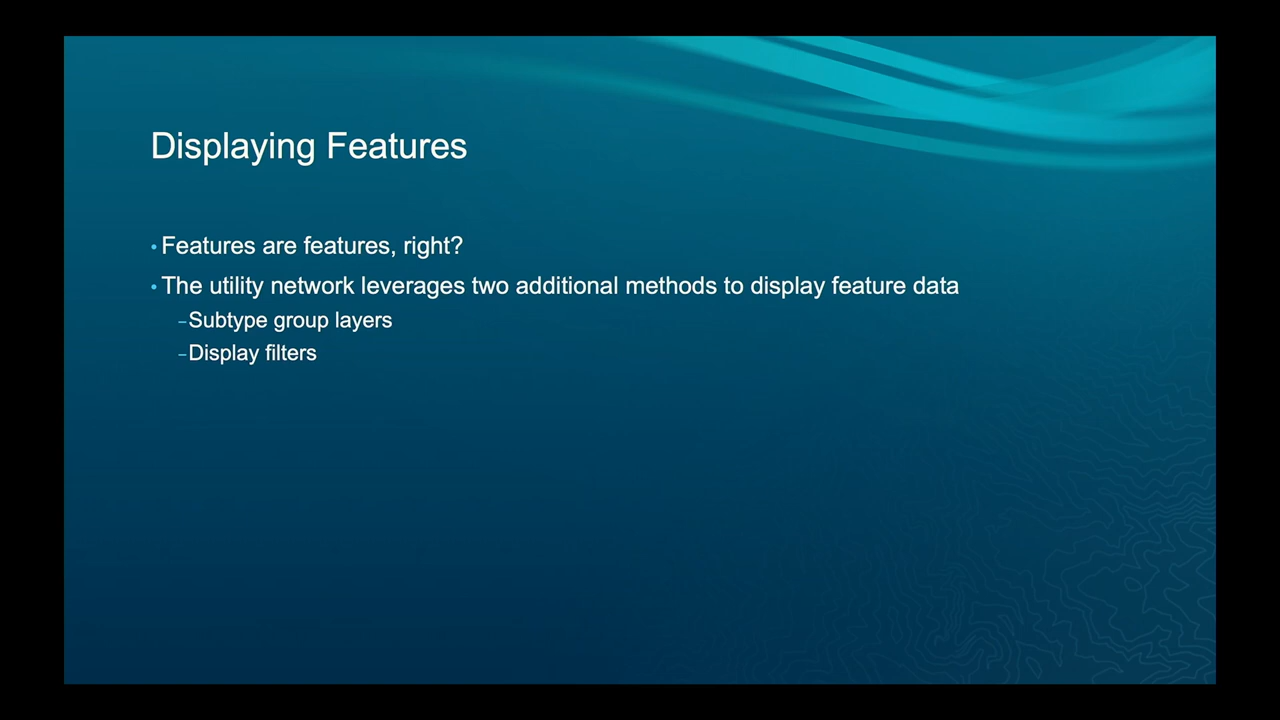 Displaying Features
• Features are features, right?
• The utility network leverages two additional methods to display feature data
–Subtype group layers
–Display filters